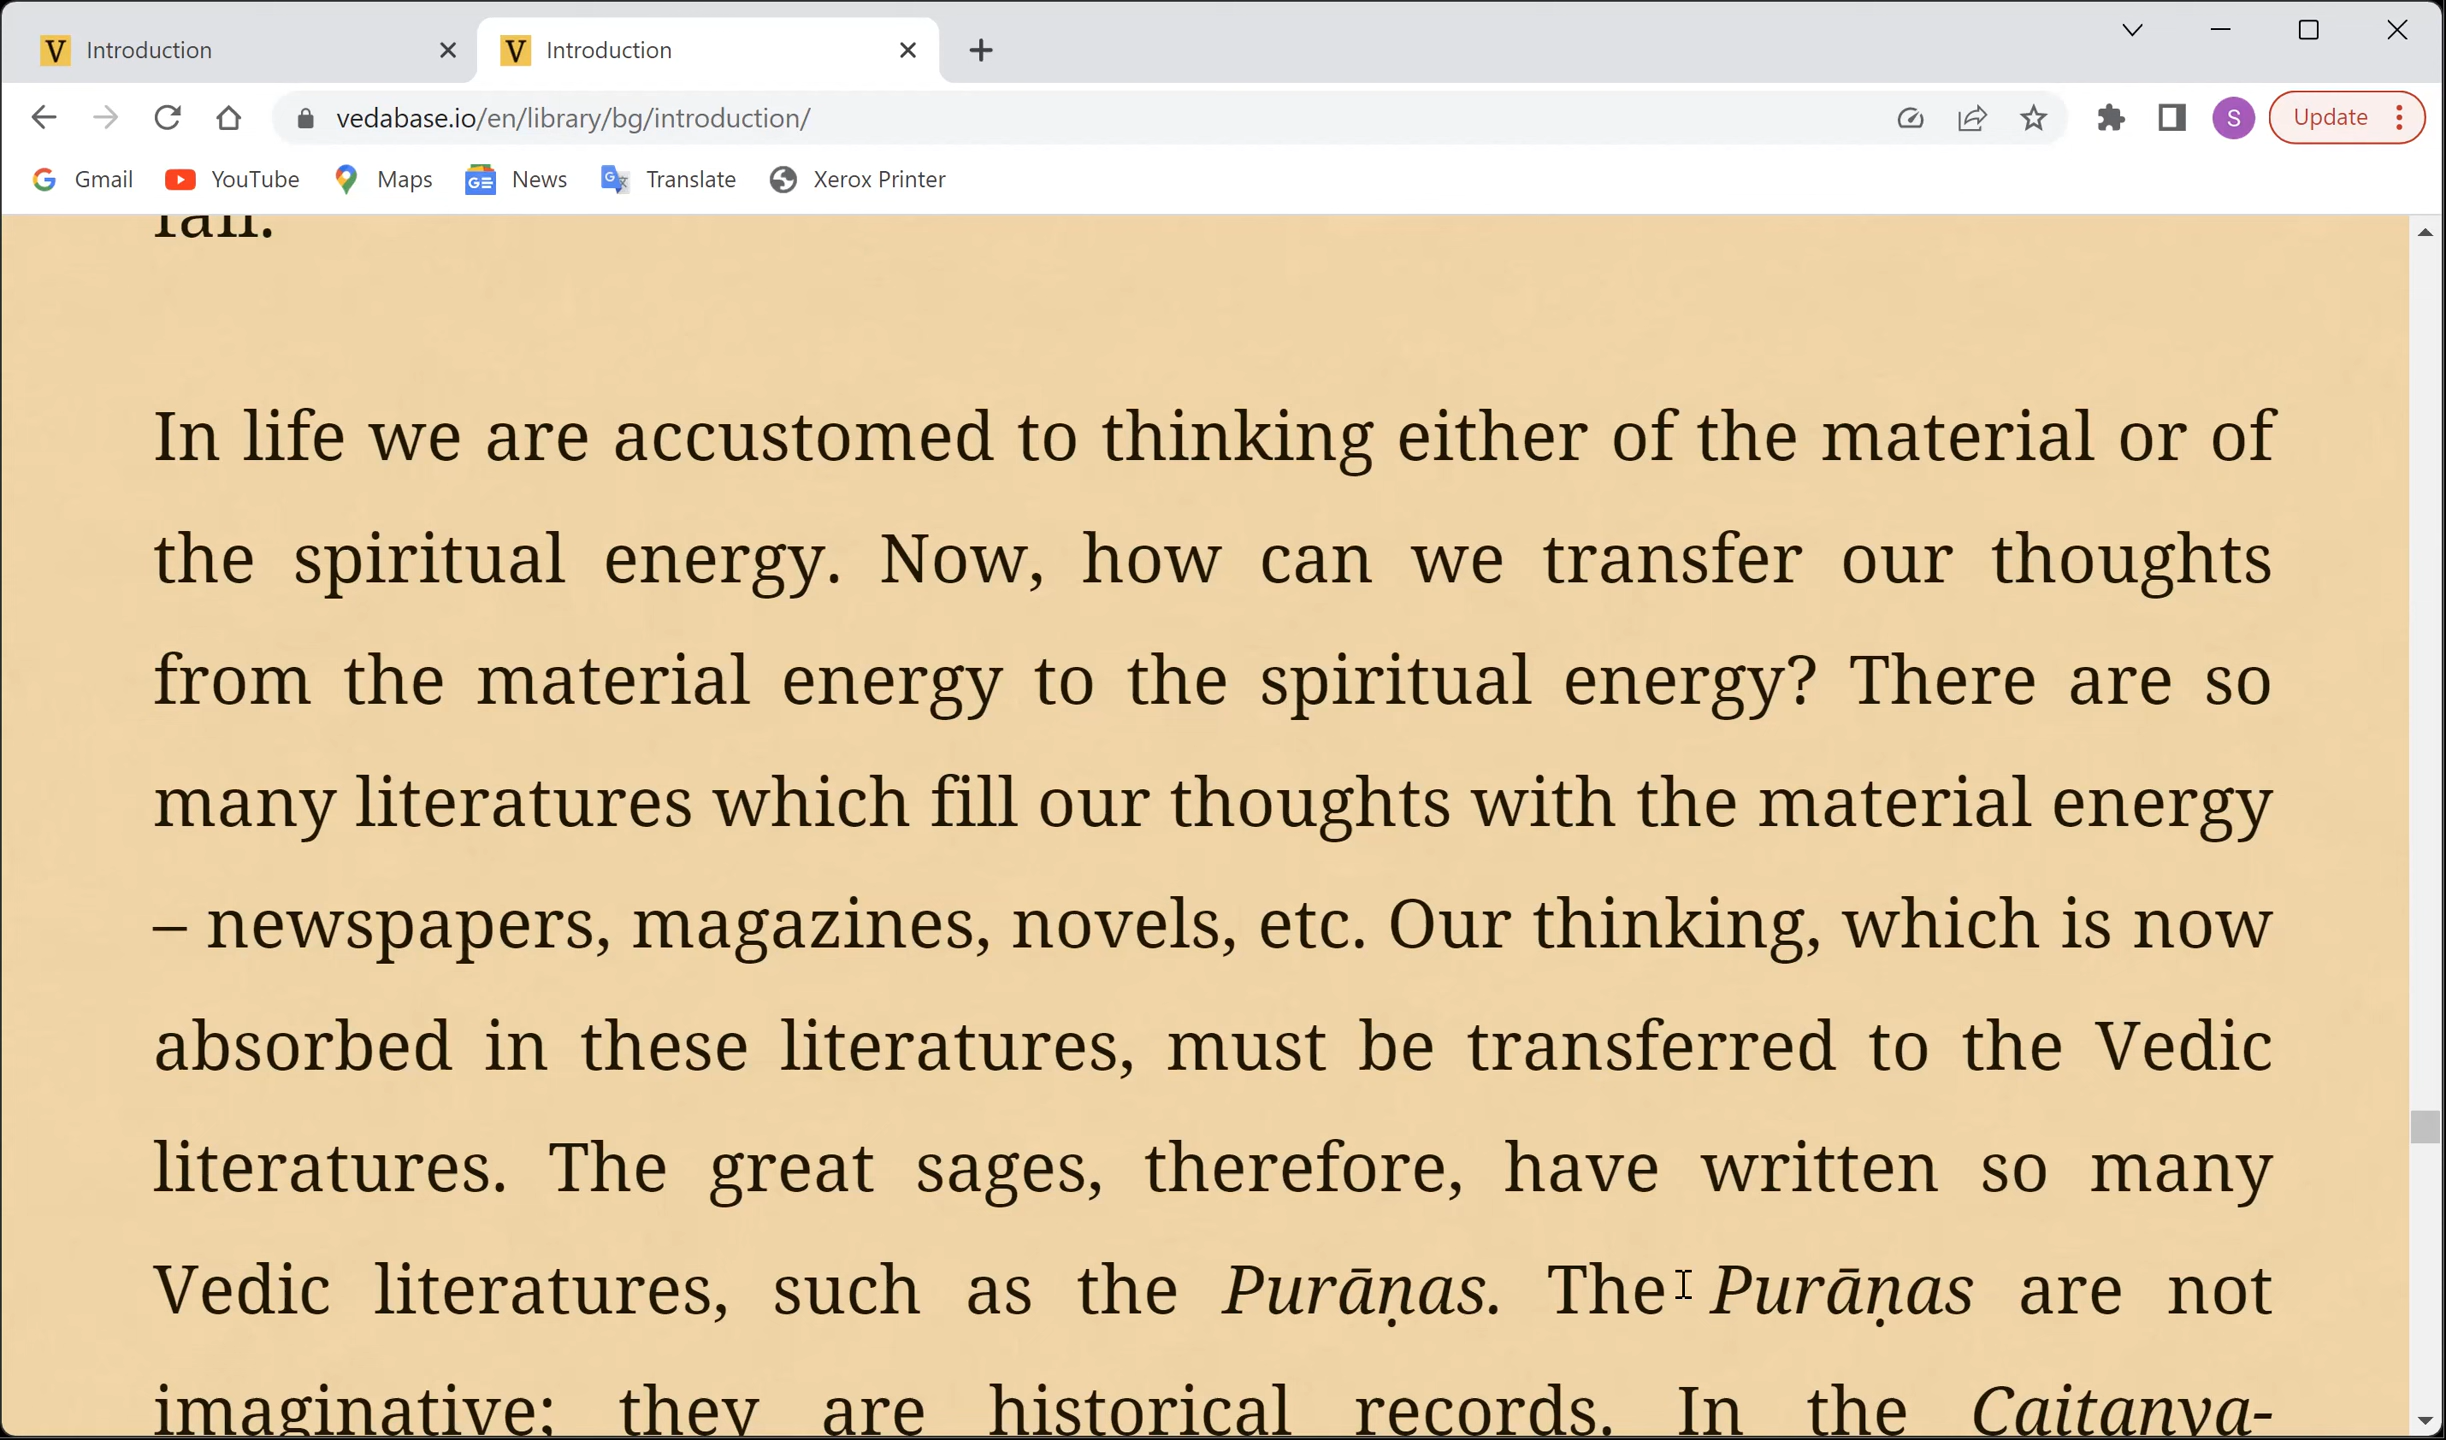 Introduction
Introduction
vedabase.io/en/library/bg/introduction/
S
Update
Gmail
YouTube
Maps
News
Translate
Xerox Printer
In life we are accustomed to thinking either of the material or of
the spiritual energy. Now, how can we transfer our thoughts
from the material energy to the spiritual energy? There are so
many literatures which fill our thoughts with the material energy
– newspapers, magazines, novels, etc. Our thinking, which is now
absorbed in these literatures, must be transferred to the Vedic
literatures. The great sages, therefore, have written so many
Vedic literatures, such as the Purāṇas. The Purāṇas are not
imaginative; they are historical records. In the Caitanya-